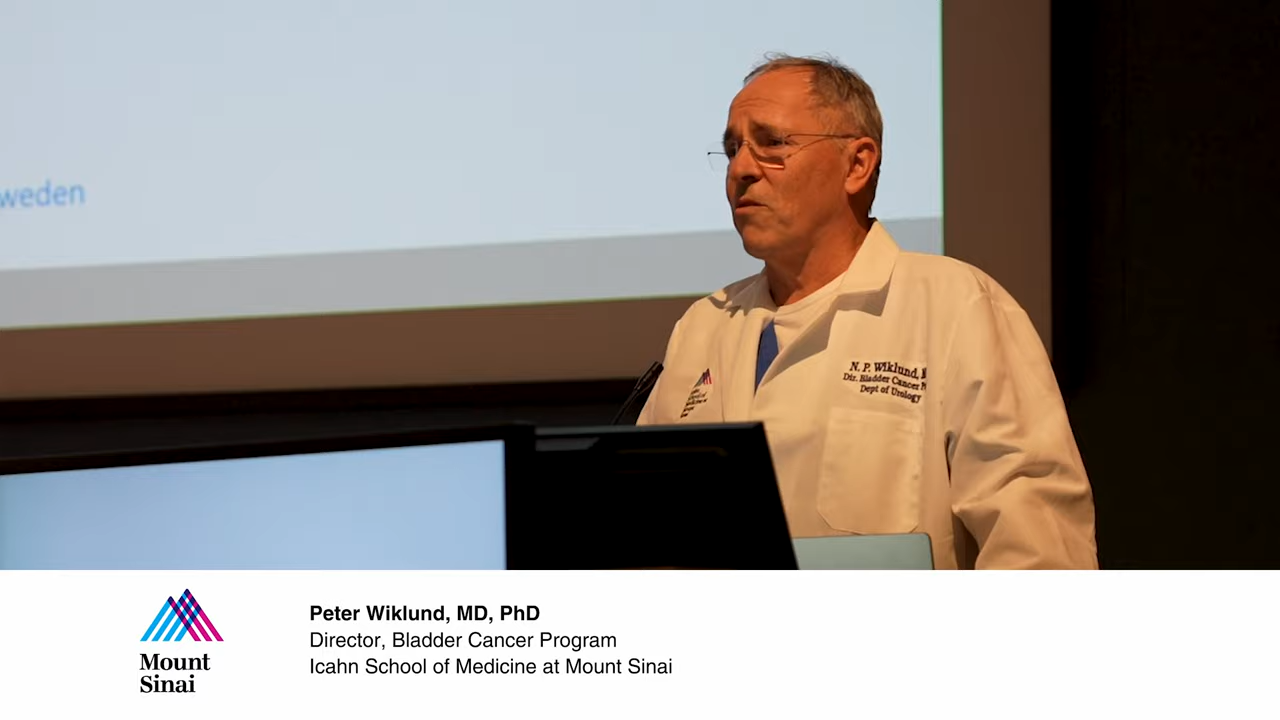 weden
N. P. Wiklund,
Dir. Bladder Cancer
Dept of Urology
Mount
Sinai
Peter Wiklund, MD, PhD
Director, Bladder Cancer Program
Icahn School of Medicine at Mount Sinai